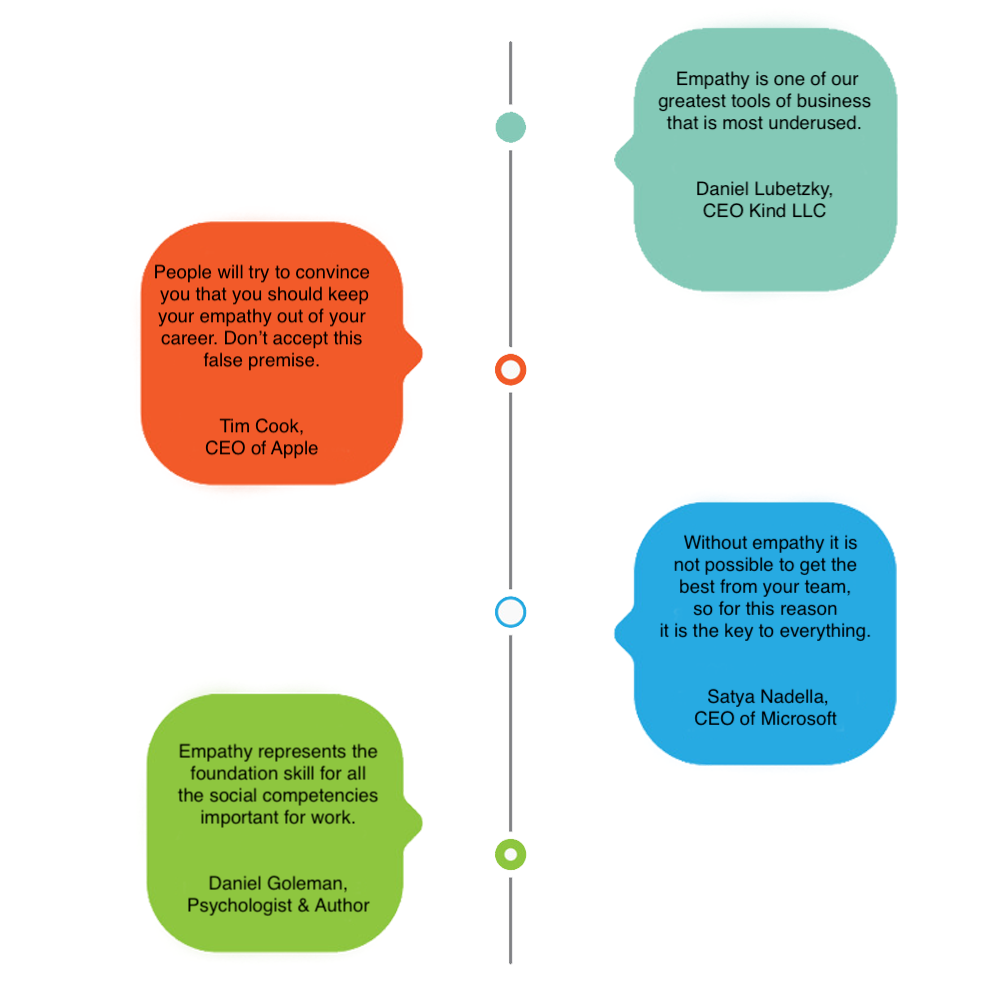 Empathy is one of our
greatest tools of business
that is most underused.
Daniel Lubetzky,
CEO Kind LLC
People will try to convince
you that you should keep
your empathy out of your
career. Don't accept this
false premise.
Tim Cook,
CEO of Apple
Without empathy it is
not possible to get the
best from your team,
so for this reason
it is the key to everything.
Satya Nadella,
CEO of Microsoft
Empathy represents the
foundation skill for all
the social competencies
important for work.
Daniel Goleman,
Psychologist & Author